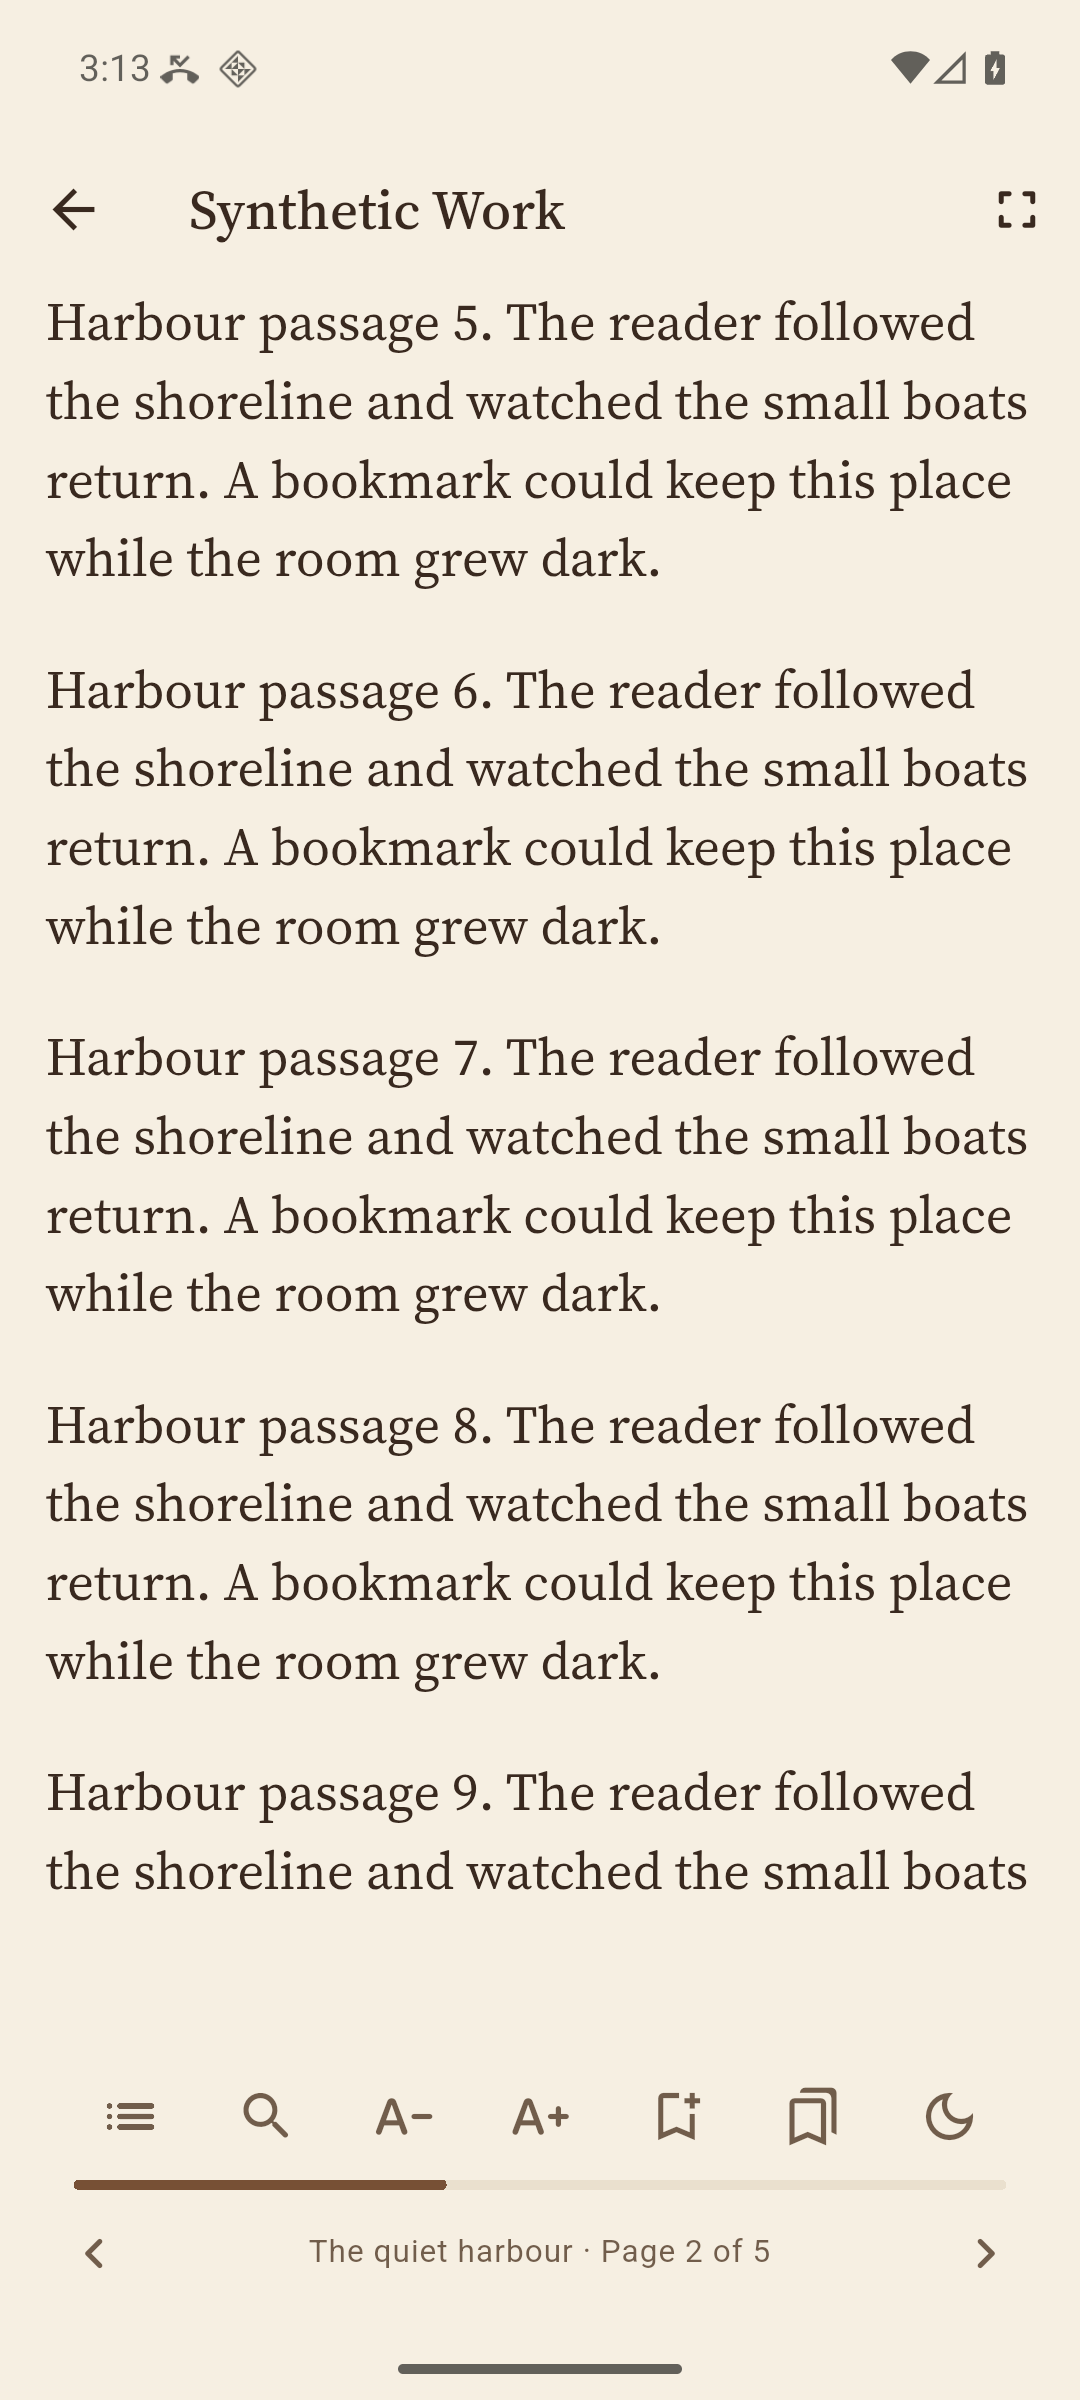 3:13
Synthetic Work
Harbour passage 5. The reader followed
the shoreline and watched the small boats
return. A bookmark could keep this place
while the room grew dark.
Harbour passage 6. The reader followed
the shoreline and watched the small boats
return. A bookmark could keep this place
while the room grew dark.
Harbour passage 7. The reader followed
the shoreline and watched the small boats
return. A bookmark could keep this place
while the room grew dark.
Harbour passage 8. The reader followed
the shoreline and watched the small boats
return. A bookmark could keep this place
while the room grew dark.
Harbour passage 9. The reader followed
the shoreline and watched the small boats
A− A+
The quiet harbour · Page 2 of 5